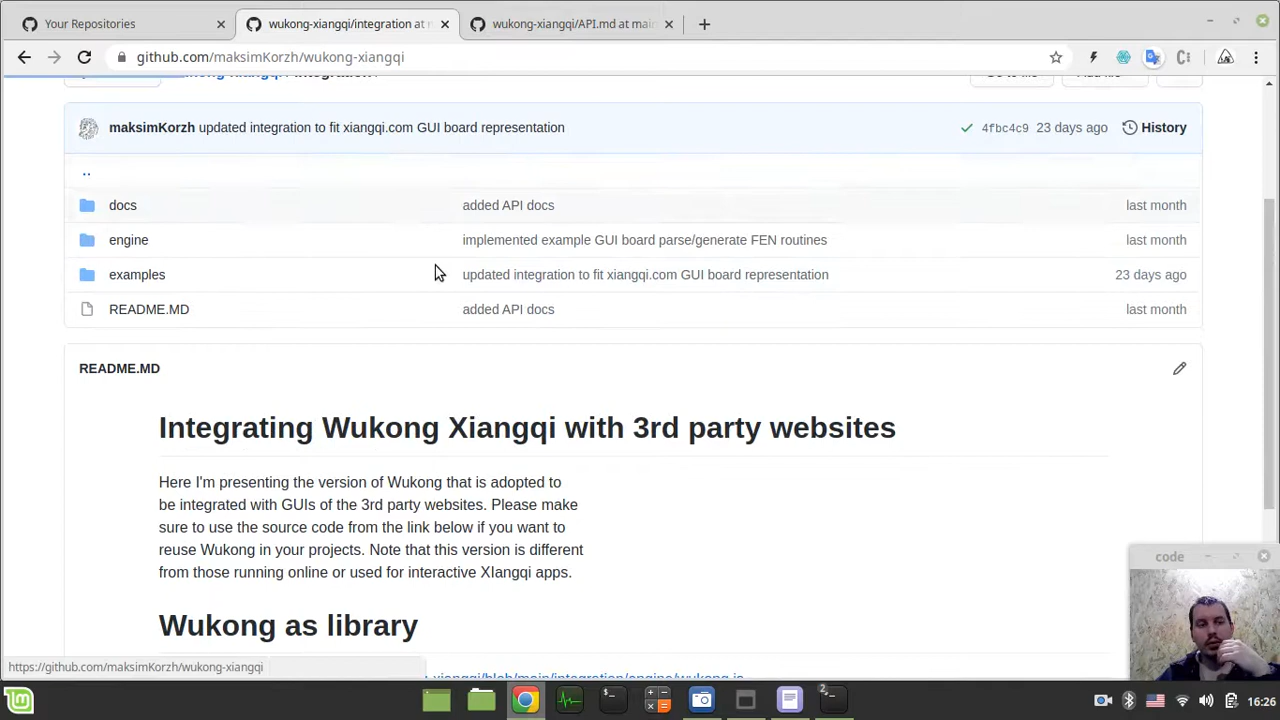 Your Repositories
wukong-xiangqi/integration at
wukong-xiangqi/API.md at mai
github.com/maksimKorzh/wukong-xiangqi
maksimKorzh updated integration to fit xiangqi.com GUI board representation
4fbc4c9 23 days ago History
..
docs added API docs last month
engine implemented example GUI board parse/generate FEN routines last month
examples updated integration to fit xiangqi.com GUI board representation 23 days ago
README.MD added API docs last month
README.MD
Integrating Wukong Xiangqi with 3rd party websites
Here I'm presenting the version of Wukong that is adopted to
be integrated with GUIs of the 3rd party websites. Please make
sure to use the source code from the link below if you want to
reuse Wukong in your projects. Note that this version is different
from those running online or used for interactive XIangqi apps.
code
Wukong as library
https://github.com/maksimKorzh/wukong-xiangqi
16:26